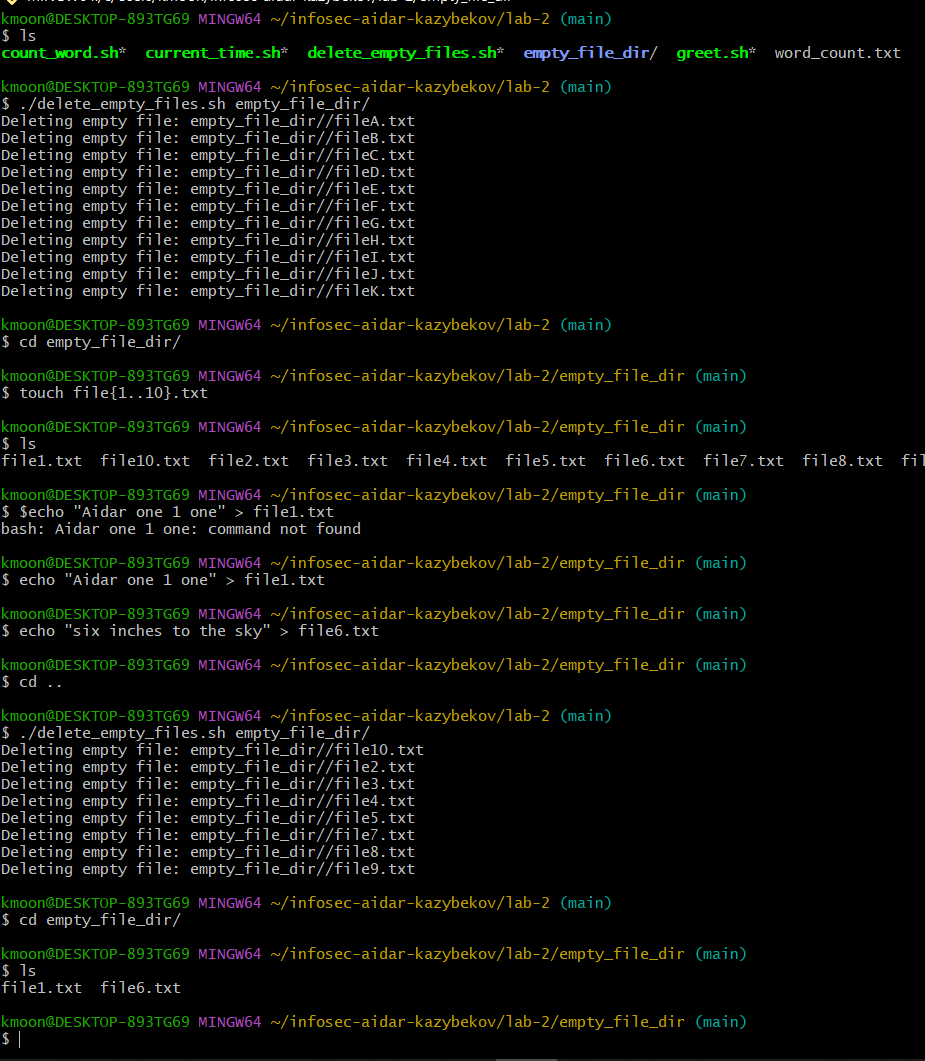 kmoon@DESKTOP-893TG69 MINGW64 ~/infosec-aidar-kazybekov/lab-2 (main)
$ ls
count_word.sh*  current_time.sh*  delete_empty_files.sh*  empty_file_dir/  greet.sh*  word_count.txt
kmoon@DESKTOP-893TG69 MINGW64 ~/infosec-aidar-kazybekov/lab-2 (main)
$ ./delete_empty_files.sh empty_file_dir/
Deleting empty file: empty_file_dir//fileA.txt
Deleting empty file: empty_file_dir//fileB.txt
Deleting empty file: empty_file_dir//fileC.txt
Deleting empty file: empty_file_dir//fileD.txt
Deleting empty file: empty_file_dir//fileE.txt
Deleting empty file: empty_file_dir//fileF.txt
Deleting empty file: empty_file_dir//fileG.txt
Deleting empty file: empty_file_dir//fileH.txt
Deleting empty file: empty_file_dir//fileI.txt
Deleting empty file: empty_file_dir//fileJ.txt
Deleting empty file: empty_file_dir//fileK.txt
kmoon@DESKTOP-893TG69 MINGW64 ~/infosec-aidar-kazybekov/lab-2 (main)
$ cd empty_file_dir/
kmoon@DESKTOP-893TG69 MINGW64 ~/infosec-aidar-kazybekov/lab-2/empty_file_dir (main)
$ touch file{1..10}.txt
kmoon@DESKTOP-893TG69 MINGW64 ~/infosec-aidar-kazybekov/lab-2/empty_file_dir (main)
$ ls
file1.txt  file10.txt  file2.txt  file3.txt  file4.txt  file5.txt  file6.txt  file7.txt  file8.txt
kmoon@DESKTOP-893TG69 MINGW64 ~/infosec-aidar-kazybekov/lab-2/empty_file_dir (main)
$ $echo "Aidar one 1 one" > file1.txt
bash: Aidar one 1 one: command not found
kmoon@DESKTOP-893TG69 MINGW64 ~/infosec-aidar-kazybekov/lab-2/empty_file_dir (main)
$ echo "Aidar one 1 one" > file1.txt
kmoon@DESKTOP-893TG69 MINGW64 ~/infosec-aidar-kazybekov/lab-2/empty_file_dir (main)
$ echo "six inches to the sky" > file6.txt
kmoon@DESKTOP-893TG69 MINGW64 ~/infosec-aidar-kazybekov/lab-2/empty_file_dir (main)
$ cd ..
kmoon@DESKTOP-893TG69 MINGW64 ~/infosec-aidar-kazybekov/lab-2 (main)
$ ./delete_empty_files.sh empty_file_dir/
Deleting empty file: empty_file_dir//file10.txt
Deleting empty file: empty_file_dir//file2.txt
Deleting empty file: empty_file_dir//file3.txt
Deleting empty file: empty_file_dir//file4.txt
Deleting empty file: empty_file_dir//file5.txt
Deleting empty file: empty_file_dir//file7.txt
Deleting empty file: empty_file_dir//file8.txt
Deleting empty file: empty_file_dir//file9.txt
kmoon@DESKTOP-893TG69 MINGW64 ~/infosec-aidar-kazybekov/lab-2 (main)
$ cd empty_file_dir/
kmoon@DESKTOP-893TG69 MINGW64 ~/infosec-aidar-kazybekov/lab-2/empty_file_dir (main)
$ ls
file1.txt  file6.txt
kmoon@DESKTOP-893TG69 MINGW64 ~/infosec-aidar-kazybekov/lab-2/empty_file_dir (main)
$